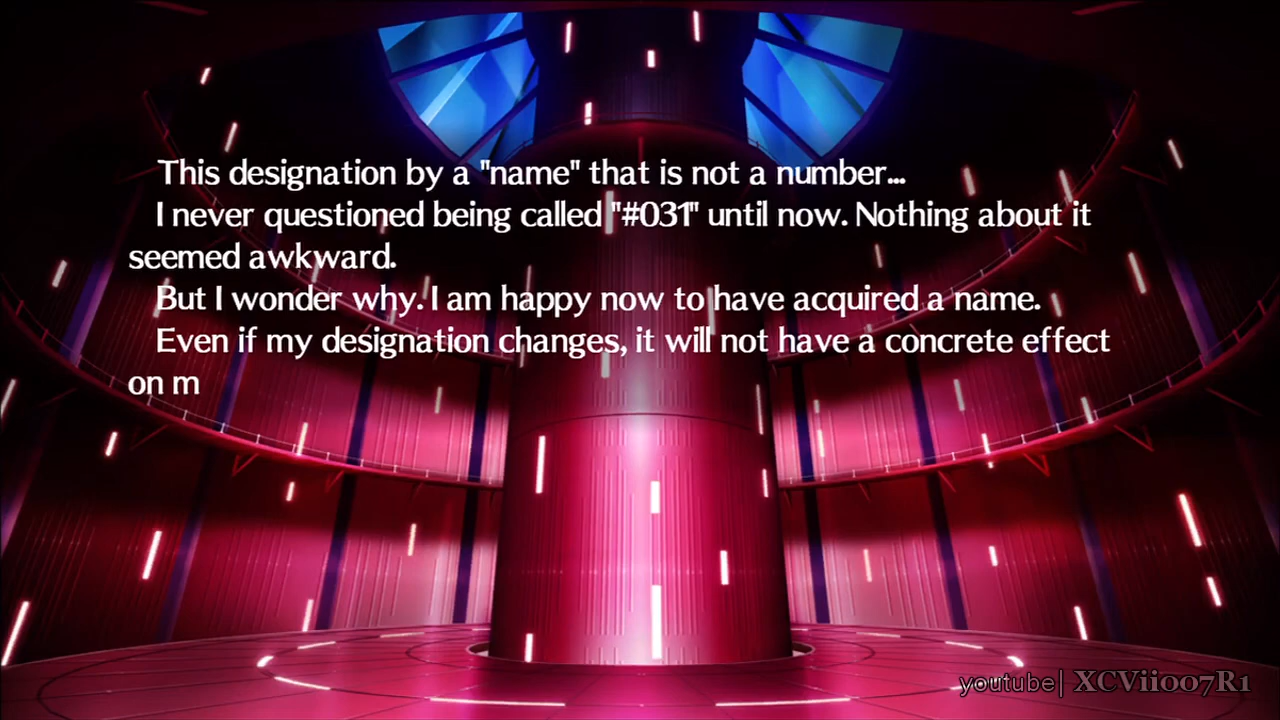 This designation by a "name" that is not a number...
I never questioned being called "#031" until now. Nothing about it
seemed awkward.
But I wonder why. I am happy now to have acquired a name.
Even if my designation changes, it will not have a concrete effect
on m
youtube| XCVii007R1